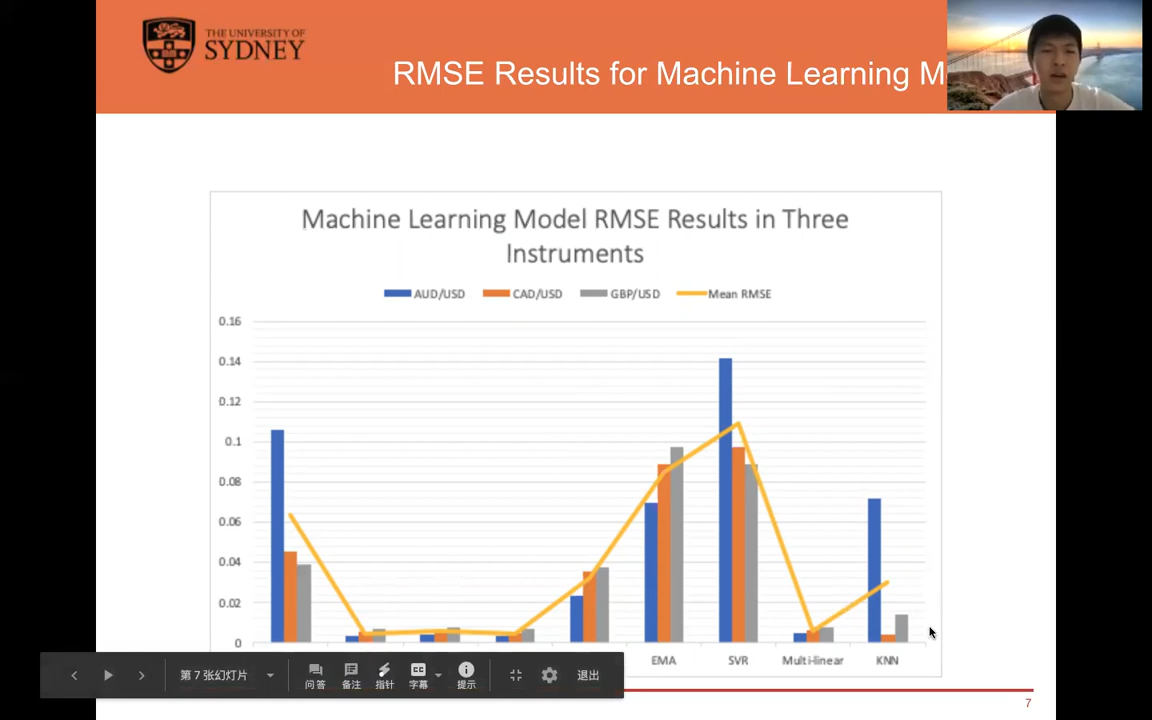 THE UNIVERSITY OF
SYDNEY
RMSE Results for Machine Learning M
Machine Learning Model RMSE Results in Three
Instruments
AUD/USD CAD/USD GBP/USD Mean RMSE
0.16
0.14
0.12
0.1
0.08
0.06
0.04
0.02
0
EMA SVR Multi-linear KNN
第 7 张幻灯片
问答 备注 指针 字幕 提示 退出
CC
7